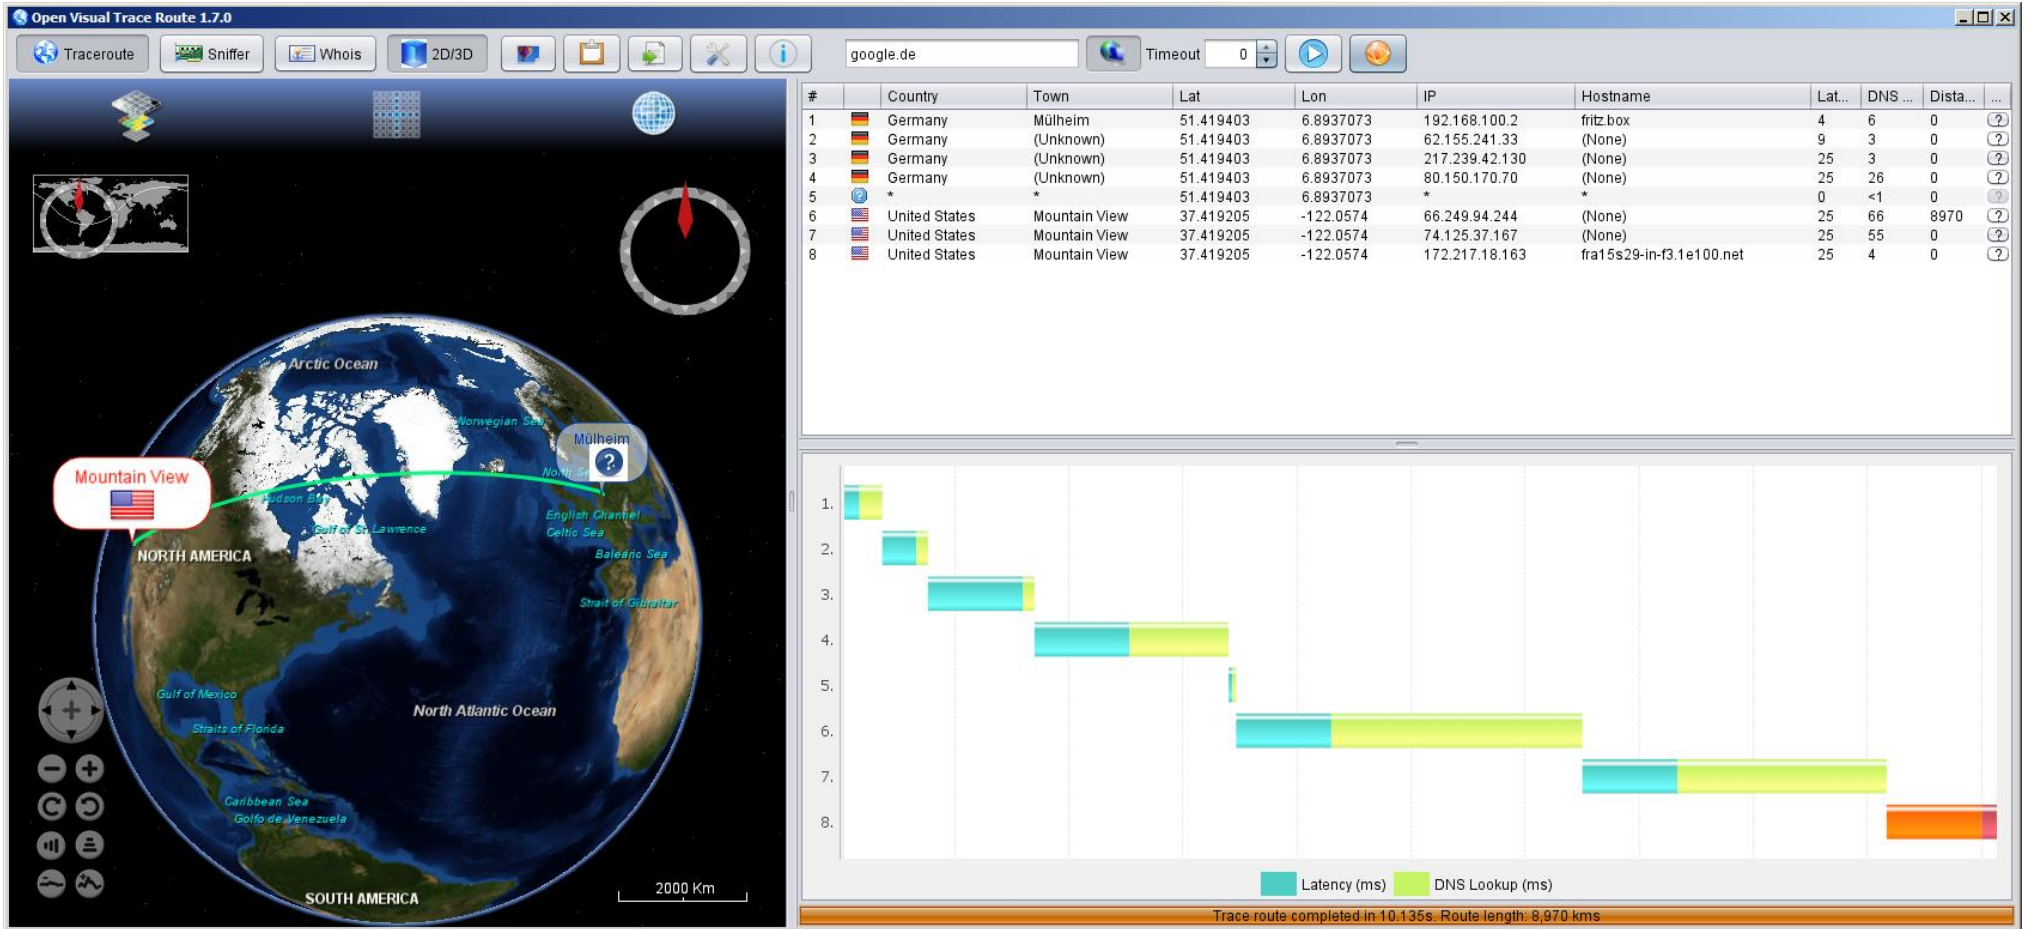 Open Visual Trace Route 1.7.0
Traceroute Sniffer Whois 2D/3D google.de Timeout 0
# Country Town Lat Lon IP Hostname Lat... DNS ... Dista... ...
1 Germany Mülheim 51.419403 6.8937073 192.168.100.2 fritz.box 4 6 0 ?
2 Germany (Unknown) 51.419403 6.8937073 62.155.241.33 (None) 9 3 0 ?
3 Germany (Unknown) 51.419403 6.8937073 217.239.42.130 (None) 25 3 0 ?
4 Germany (Unknown) 51.419403 6.8937073 80.150.170.70 (None) 25 26 0 ?
5 ? * * 51.419403 6.8937073 * * 0 <1 0 ?
6 United States Mountain View 37.419205 -122.0574 66.249.94.244 (None) 25 66 8970 ?
7 United States Mountain View 37.419205 -122.0574 74.125.37.167 (None) 25 55 0 ?
8 United States Mountain View 37.419205 -122.0574 172.217.18.163 fra15s29-in-f3.1e100.net 25 4 0 ?
Arctic Ocean
Norwegian Sea
Mülheim
?
North Se
Mountain View
Hudson Bay
Gulf of St. Lawrence
English Channel
Celtic Sea
NORTH AMERICA
Balearic Sea
Strait of Gibraltar
Gulf of Mexico
North Atlantic Ocean
Straits of Florida
Caribbean Sea
Golfo de Venezuela
SOUTH AMERICA
2000 Km
1.
2.
3.
4.
5.
6.
7.
8.
Latency (ms) DNS Lookup (ms)
Trace route completed in 10.135s. Route length: 8,970 kms